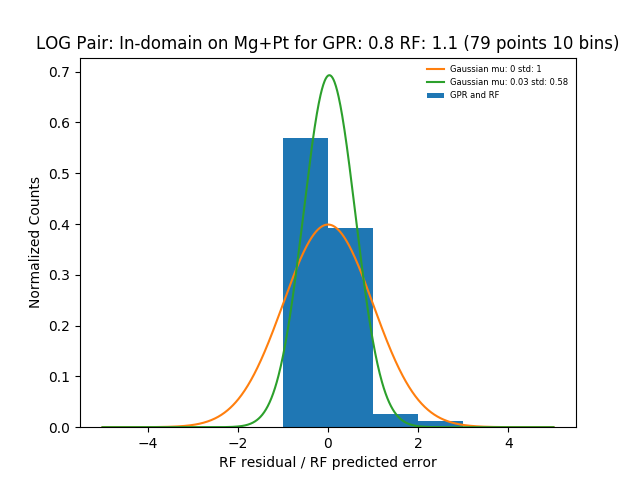 LOG Pair: In-domain on Mg+Pt for GPR: 0.8 RF: 1.1 (79 points 10 bins)
Gaussian mu: 0 std: 1
Gaussian mu: 0.03 std: 0.58
GPR and RF
Normalized Counts
0.7
0.6
0.5
0.4
0.3
0.2
0.1
0.0
−4 −2 0 2 4
RF residual / RF predicted error